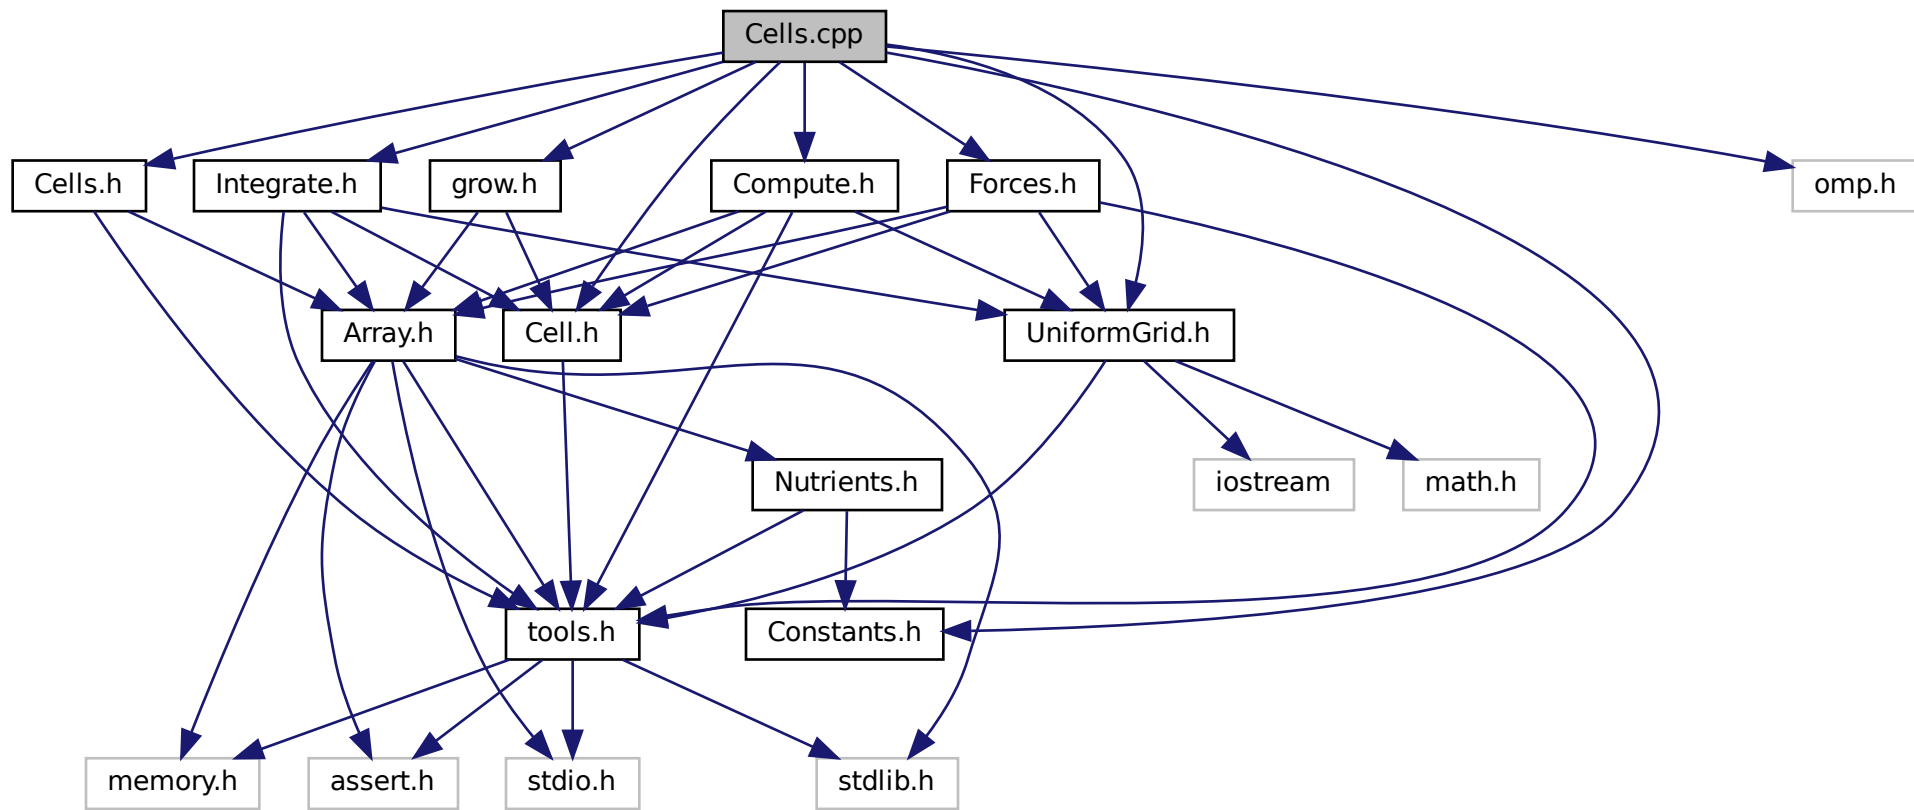 Cells.cpp
Cells.h
Integrate.h
grow.h
Compute.h
Forces.h
omp.h
Array.h
Cell.h
UniformGrid.h
Nutrients.h
iostream
math.h
tools.h
Constants.h
memory.h
assert.h
stdio.h
stdlib.h